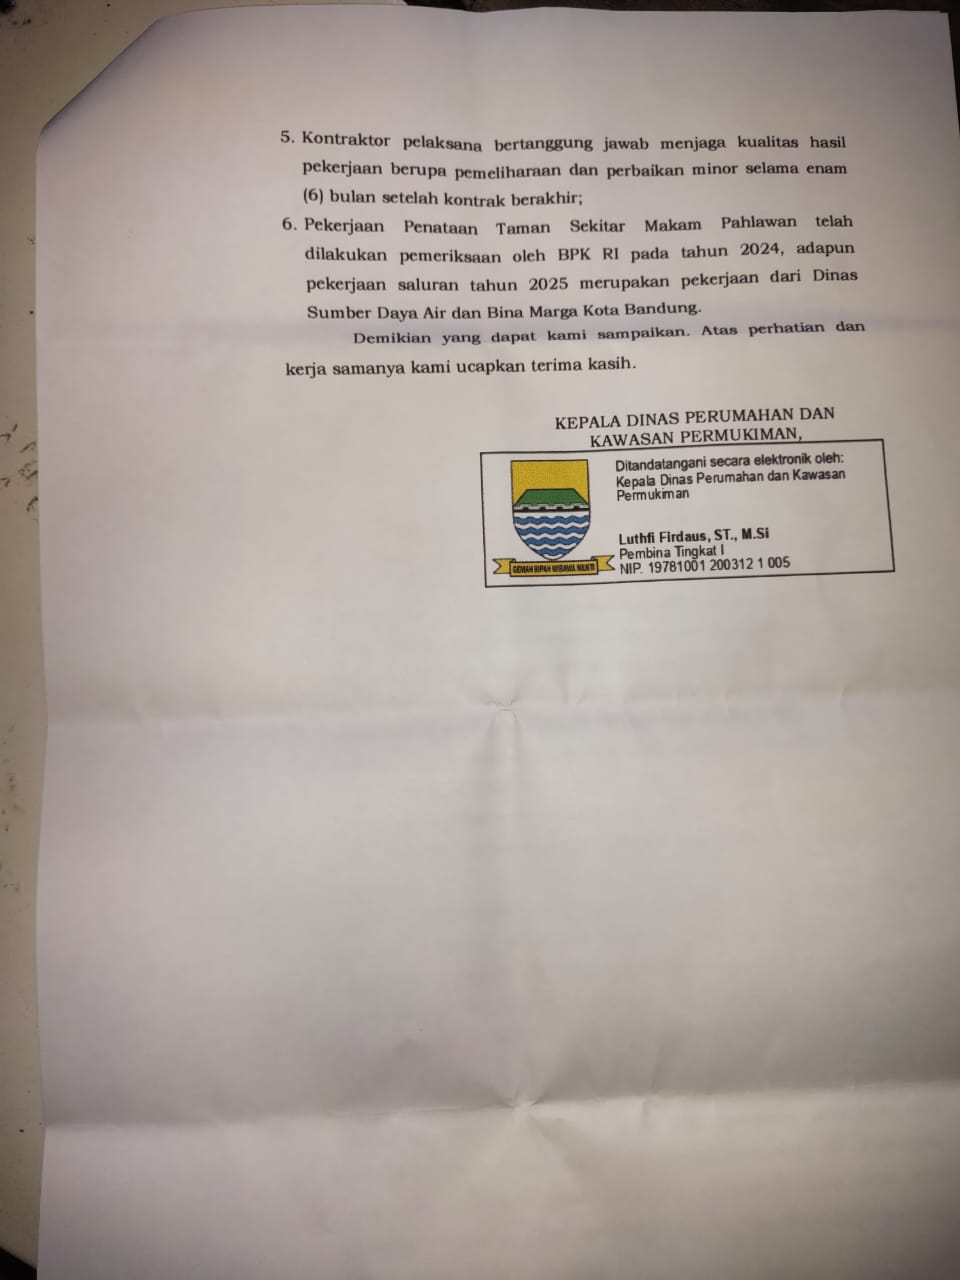 5. Kontraktor pelaksana bertanggung jawab menjaga kualitas hasil
pekerjaan berupa pemeliharaan dan perbaikan minor selama enam
(6) bulan setelah kontrak berakhir;
6. Pekerjaan Penataan Taman Sekitar Makam Pahlawan telah
dilakukan pemeriksaan oleh BPK RI pada tahun 2024, adapun
pekerjaan saluran tahun 2025 merupakan pekerjaan dari Dinas
Sumber Daya Air dan Bina Marga Kota Bandung.
Demikian yang dapat kami sampaikan. Atas perhatian dan
kerja samanya kami ucapkan terima kasih.
KEPALA DINAS PERUMAHAN DAN
KAWASAN PERMUKIMAN,
Ditandatangani secara elektronik oleh:
Kepala Dinas Perumahan dan Kawasan
Permukiman
Luthfi Firdaus, ST., M.Si
Pembina Tingkat I
NIP. 19781001 200312 1 005
GEMAH RIPAH WIBAWA MUKTI